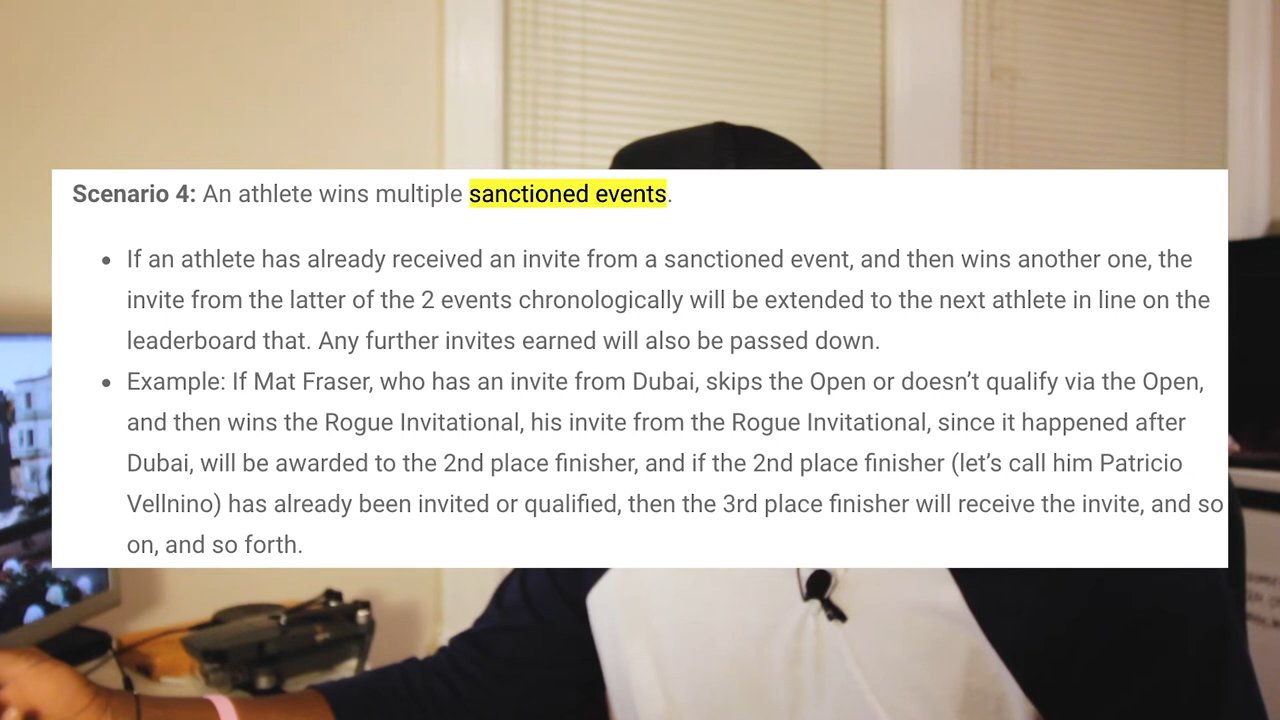 Scenario 4: An athlete wins multiple sanctioned events.
If an athlete has already received an invite from a sanctioned event, and then wins another one, the
invite from the latter of the 2 events chronologically will be extended to the next athlete in line on the
leaderboard that. Any further invites earned will also be passed down.
Example: If Mat Fraser, who has an invite from Dubai, skips the Open or doesn’t qualify via the Open,
and then wins the Rogue Invitational, his invite from the Rogue Invitational, since it happened after
Dubai, will be awarded to the 2nd place finisher, and if the 2nd place finisher (let’s call him Patricio
Vellnino) has already been invited or qualified, then the 3rd place finisher will receive the invite, and so
on, and so forth.